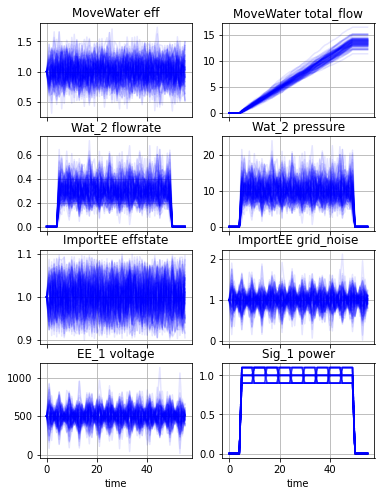 MoveWater eff
MoveWater total_flow
1.5
1.0
0.5
15
10
5
0
Wat_2 flowrate
Wat_2 pressure
0.6
0.4
0.2
0.0
20
10
0
ImportEE effstate
ImportEE grid_noise
1.1
1.0
0.9
2
1
0
EE_1 voltage
Sig_1 power
1000
500
0
1.0
0.5
0.0
0 20 40
0 20 40
time
time